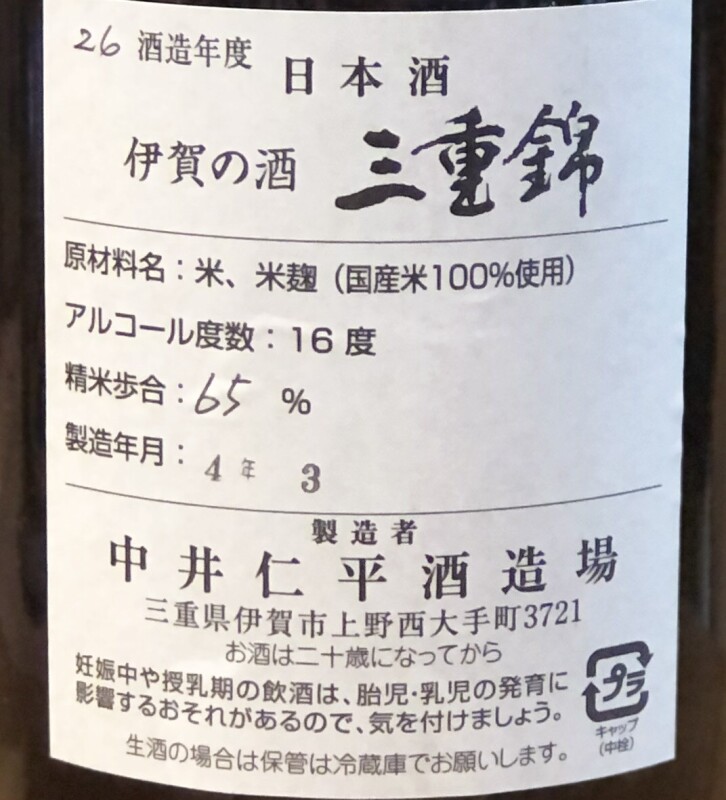 26 酒造年度 日本酒
伊賀の酒 三重錦
原材料名：米、米麹（国産米100%使用）
アルコール度数：16度
精米歩合：65 %
製造年月：4年 3
製造者
中井仁平酒造場
三重県伊賀市上野西大手町3721
お酒は二十歳になってから
妊娠中や授乳期の飲酒は、胎児・乳児の発育に
影響するおそれがあるので、気を付けましょう。
プラ
キャップ
（中栓）
生酒の場合は保管は冷蔵庫でお願いします。